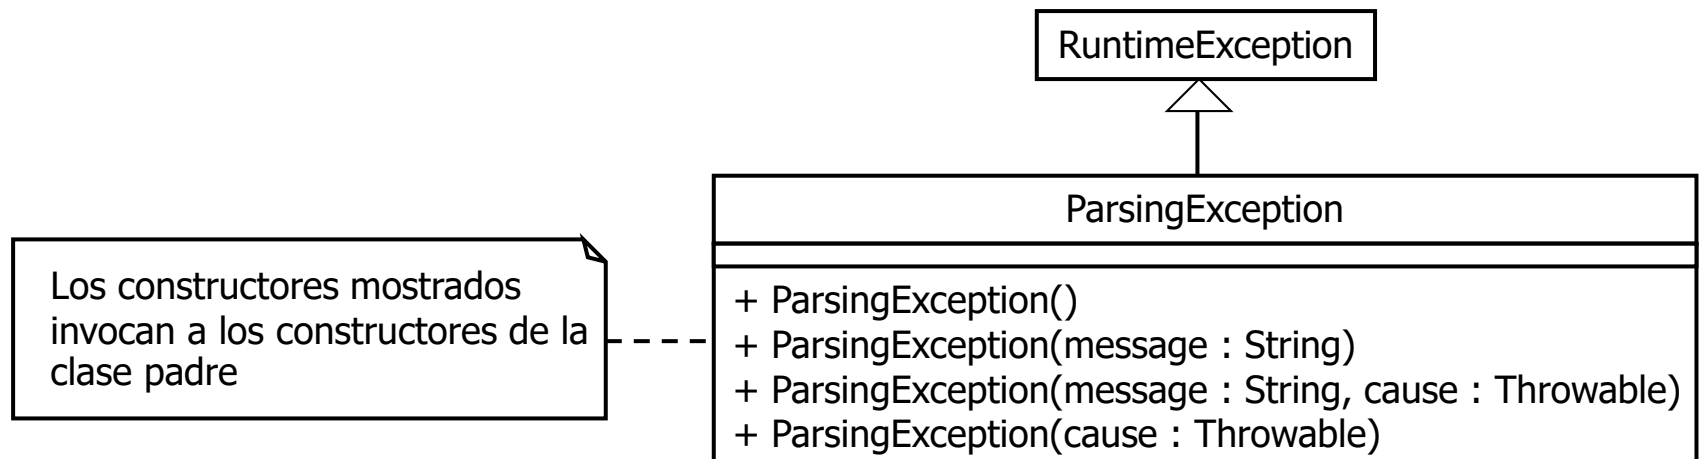 RuntimeException
ParsingException
Los constructores mostrados
invocan a los constructores de la
clase padre
+ ParsingException()
+ ParsingException(message : String)
+ ParsingException(message : String, cause : Throwable)
+ ParsingException(cause : Throwable)